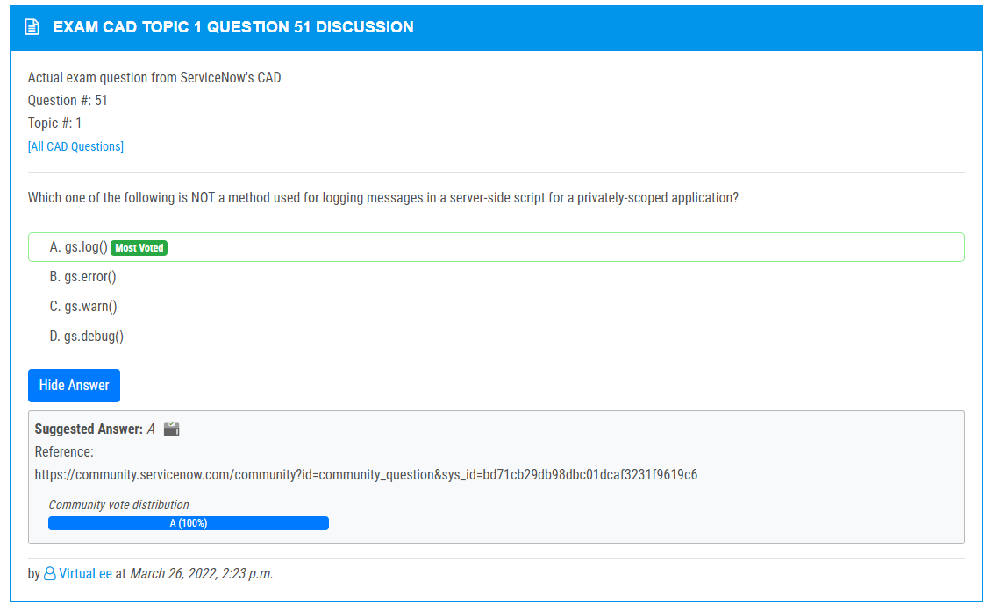 EXAM CAD TOPIC 1 QUESTION 51 DISCUSSION
Actual exam question from ServiceNow's CAD
Question #: 51
Topic #: 1
[All CAD Questions]
Which one of the following is NOT a method used for logging messages in a server-side script for a privately-scoped application?
A. gs.log() Most Voted
B. gs.error()
C. gs.warn()
D. gs.debug()
Hide Answer
Suggested Answer: A
Reference:
https://community.servicenow.com/community?id=community_question&sys_id=bd71cb29db98dbc01dcaf3231f9619c6
Community vote distribution
A (100%)
by VirtuaLee at March 26, 2022, 2:23 p.m.